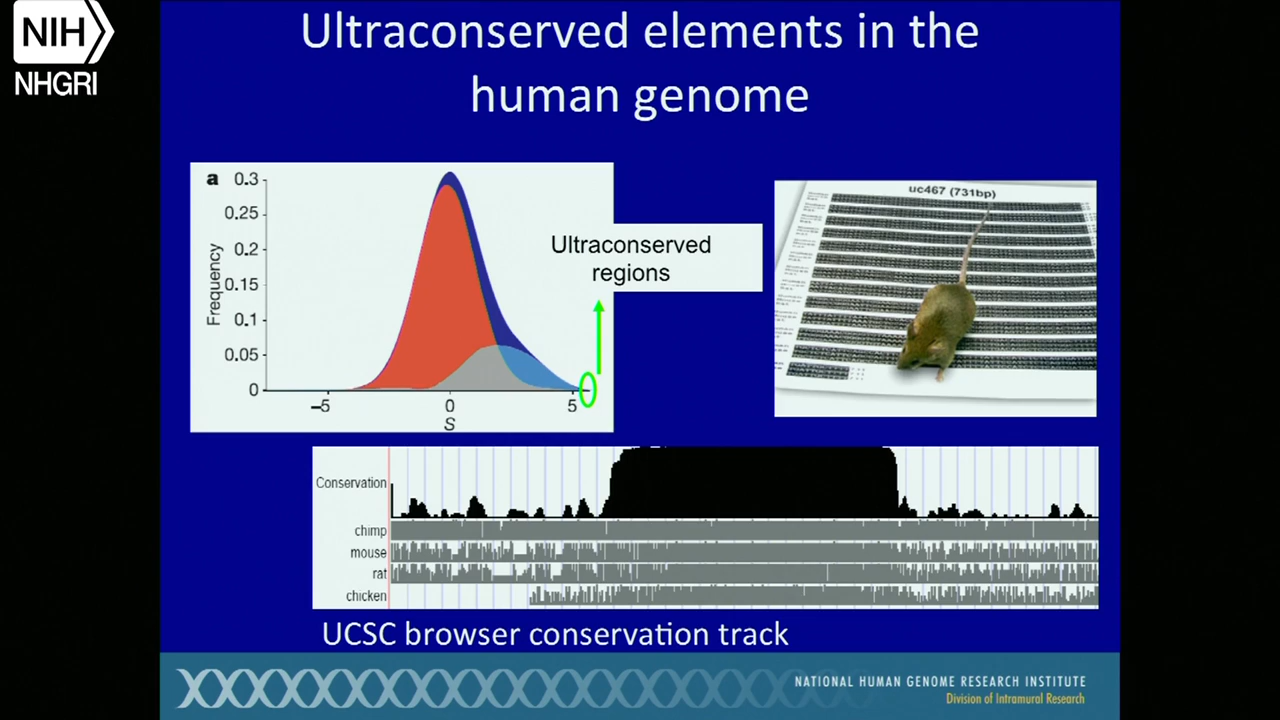 NIH
NHGRI
Ultraconserved elements in the
human genome
a
0.3
0.25
0.2
0.15
0.1
0.05
0
Frequency
–5
0
5
S
Ultraconserved
regions
uc467 (731bp)
Conservation
chimp
mouse
rat
chicken
UCSC browser conservation track
NATIONAL HUMAN GENOME RESEARCH INSTITUTE
Division of Intramural Research